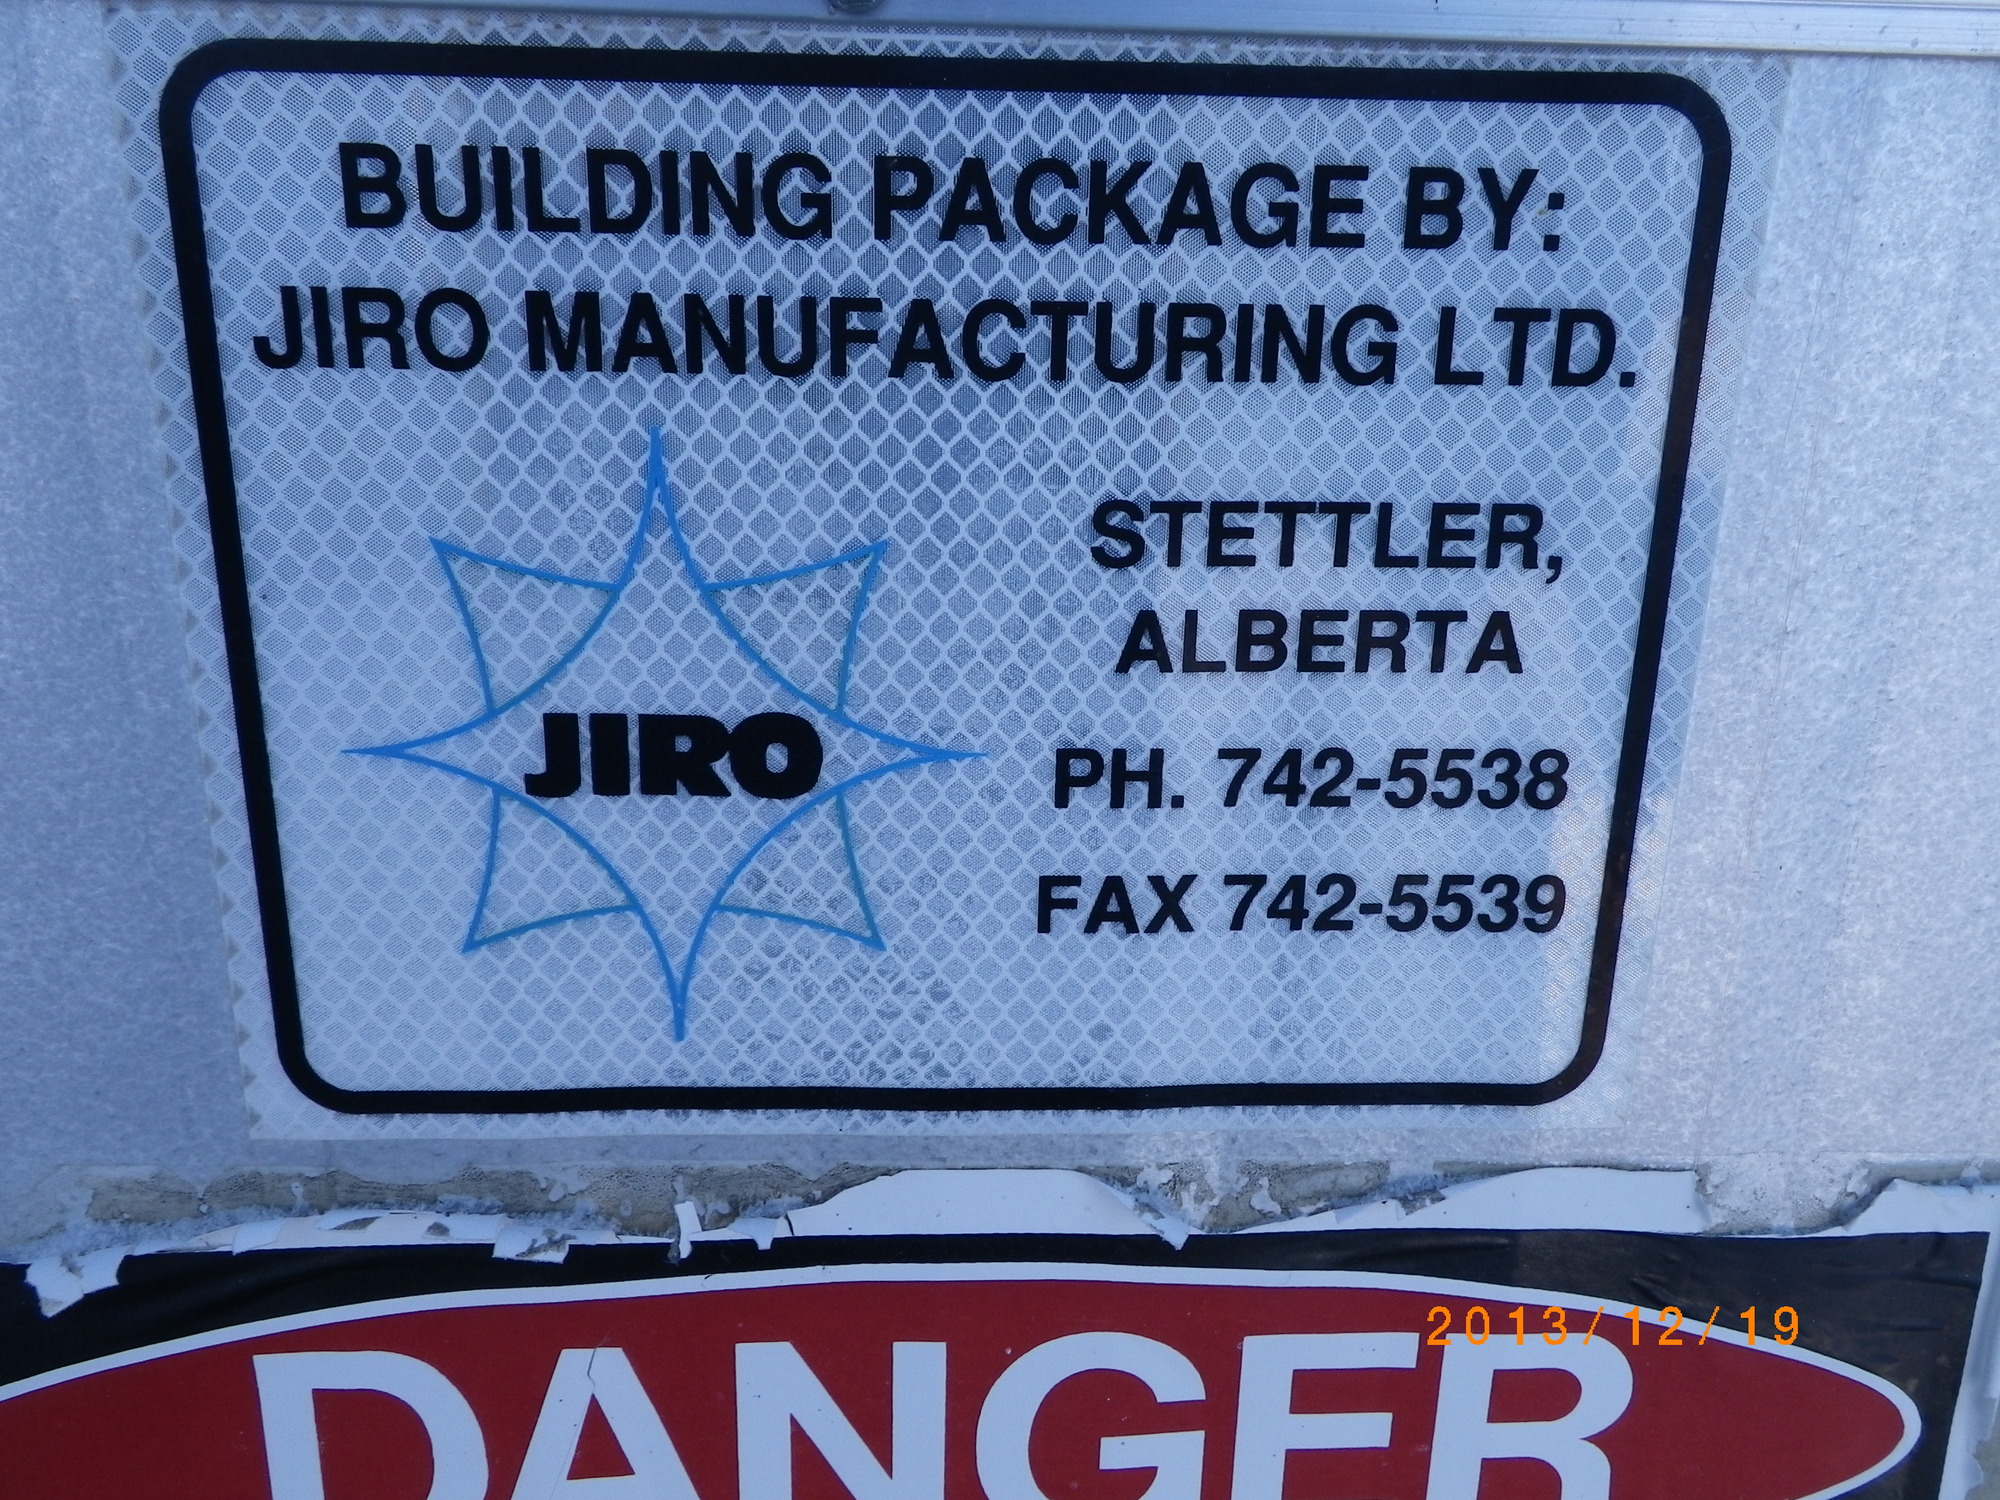 BUILDING PACKAGE BY:
JIRO MANUFACTURING LTD.
STETTLER,
ALBERTA
JIRO
PH. 742-5538
FAX 742-5539
2013/12/19
DANGER